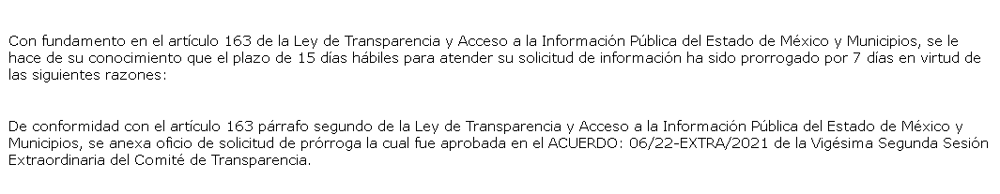 Con fundamento en el artículo 163 de la Ley de Transparencia y Acceso a la Información Pública del Estado de México y Municipios, se le
hace de su conocimiento que el plazo de 15 días hábiles para atender su solicitud de información ha sido prorrogado por 7 días en virtud de
las siguientes razones:
De conformidad con el artículo 163 párrafo segundo de la Ley de Transparencia y Acceso a la Información Pública del Estado de México y
Municipios, se anexa oficio de solicitud de prórroga la cual fue aprobada en el ACUERDO: 06/22-EXTRA/2021 de la Vigésima Segunda Sesión
Extraordinaria del Comité de Transparencia.